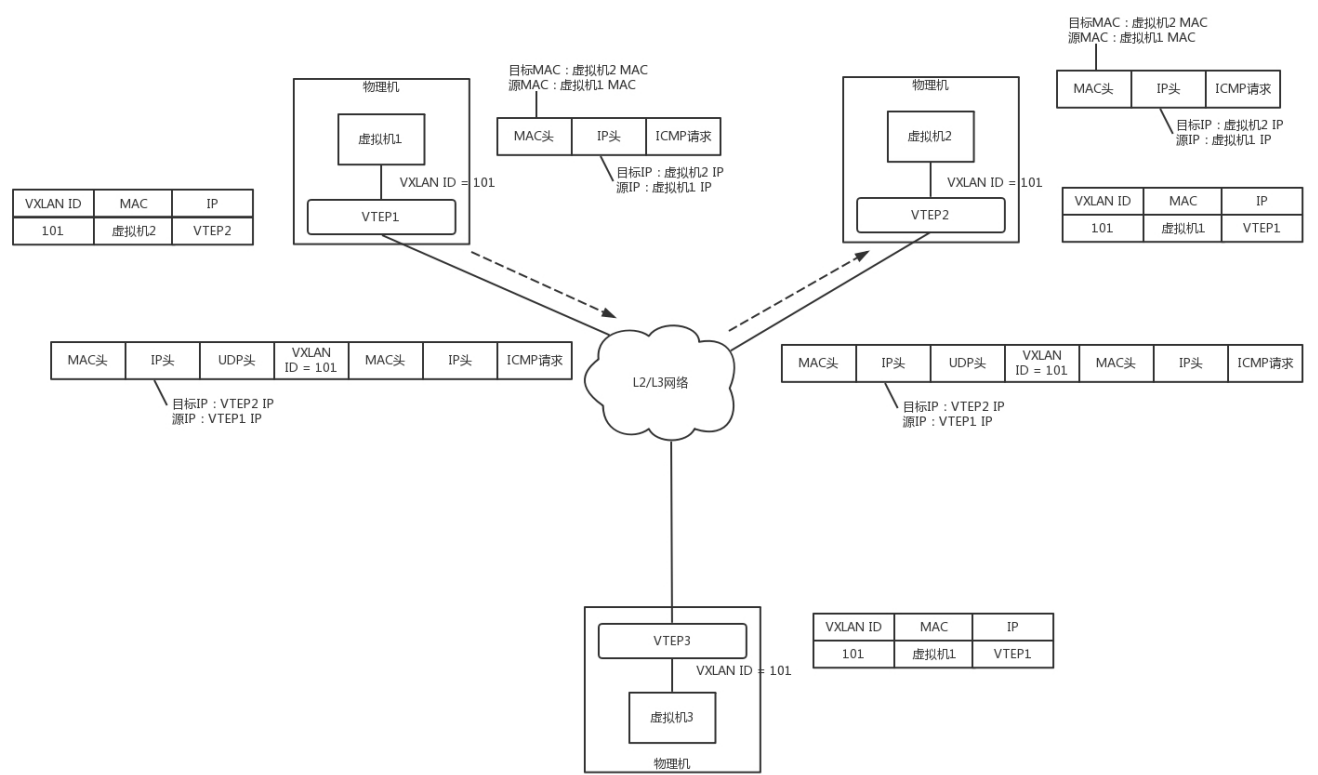 目标MAC：虚拟机2 MAC
源MAC：虚拟机1 MAC
MAC头 IP头 ICMP请求
目标IP：虚拟机2 IP
源IP：虚拟机1 IP
物理机
虚拟机1
VXLAN ID = 101
VTEP1
目标MAC：虚拟机2 MAC
源MAC：虚拟机1 MAC
MAC头 IP头 ICMP请求
目标IP：虚拟机2 IP
源IP：虚拟机1 IP
物理机
虚拟机2
VXLAN ID = 101
VTEP2
VXLAN ID MAC IP
101 虚拟机2 VTEP2
VXLAN ID MAC IP
101 虚拟机1 VTEP1
MAC头 IP头 UDP头 VXLAN
ID = 101 MAC头 IP头 ICMP请求
目标IP：VTEP2 IP
源IP：VTEP1 IP
L2/L3网络
MAC头 IP头 UDP头 VXLAN
ID = 101 MAC头 IP头 ICMP请求
目标IP：VTEP2 IP
源IP：VTEP1 IP
VTEP3
VXLAN ID = 101
虚拟机3
物理机
VXLAN ID MAC IP
101 虚拟机1 VTEP1